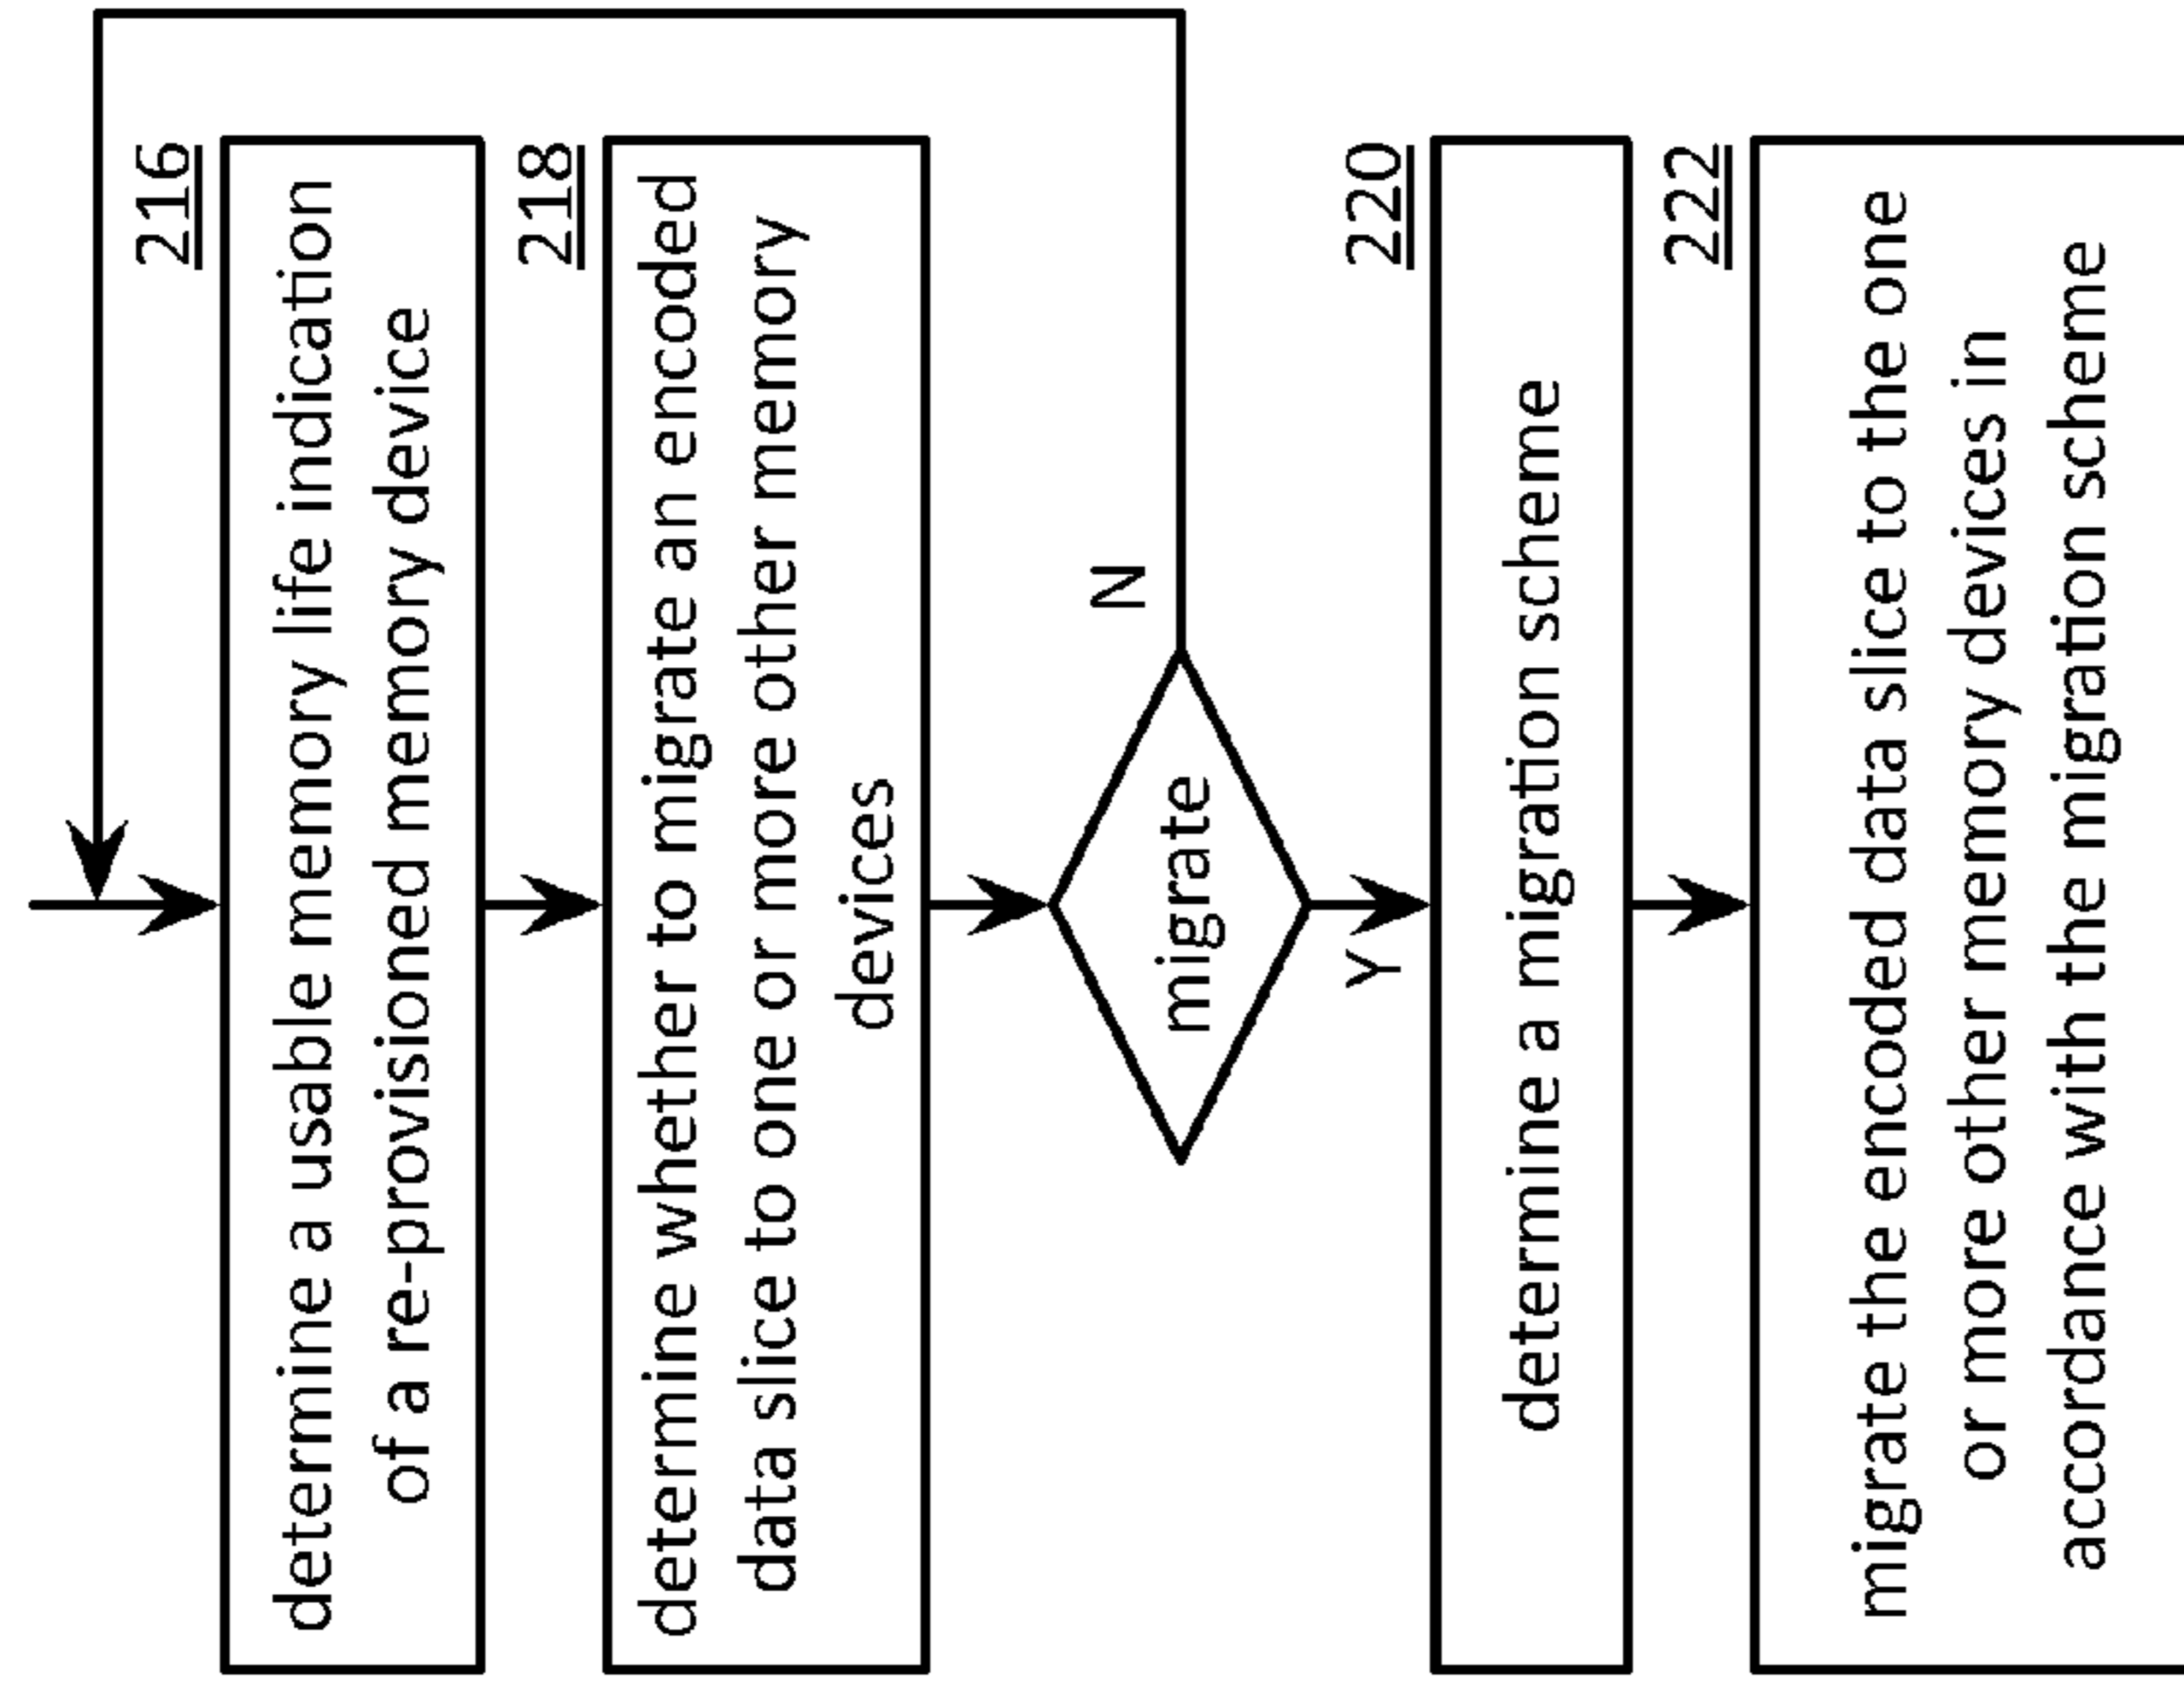 216
determine a usable memory life indication
of a re-provisioned memory device
218
determine whether to migrate an encoded
data slice to one or more other memory
devices
migrate
N
Y
220
determine a migration scheme
222
migrate the encoded data slice to the one
or more other memory devices in
accordance with the migration scheme